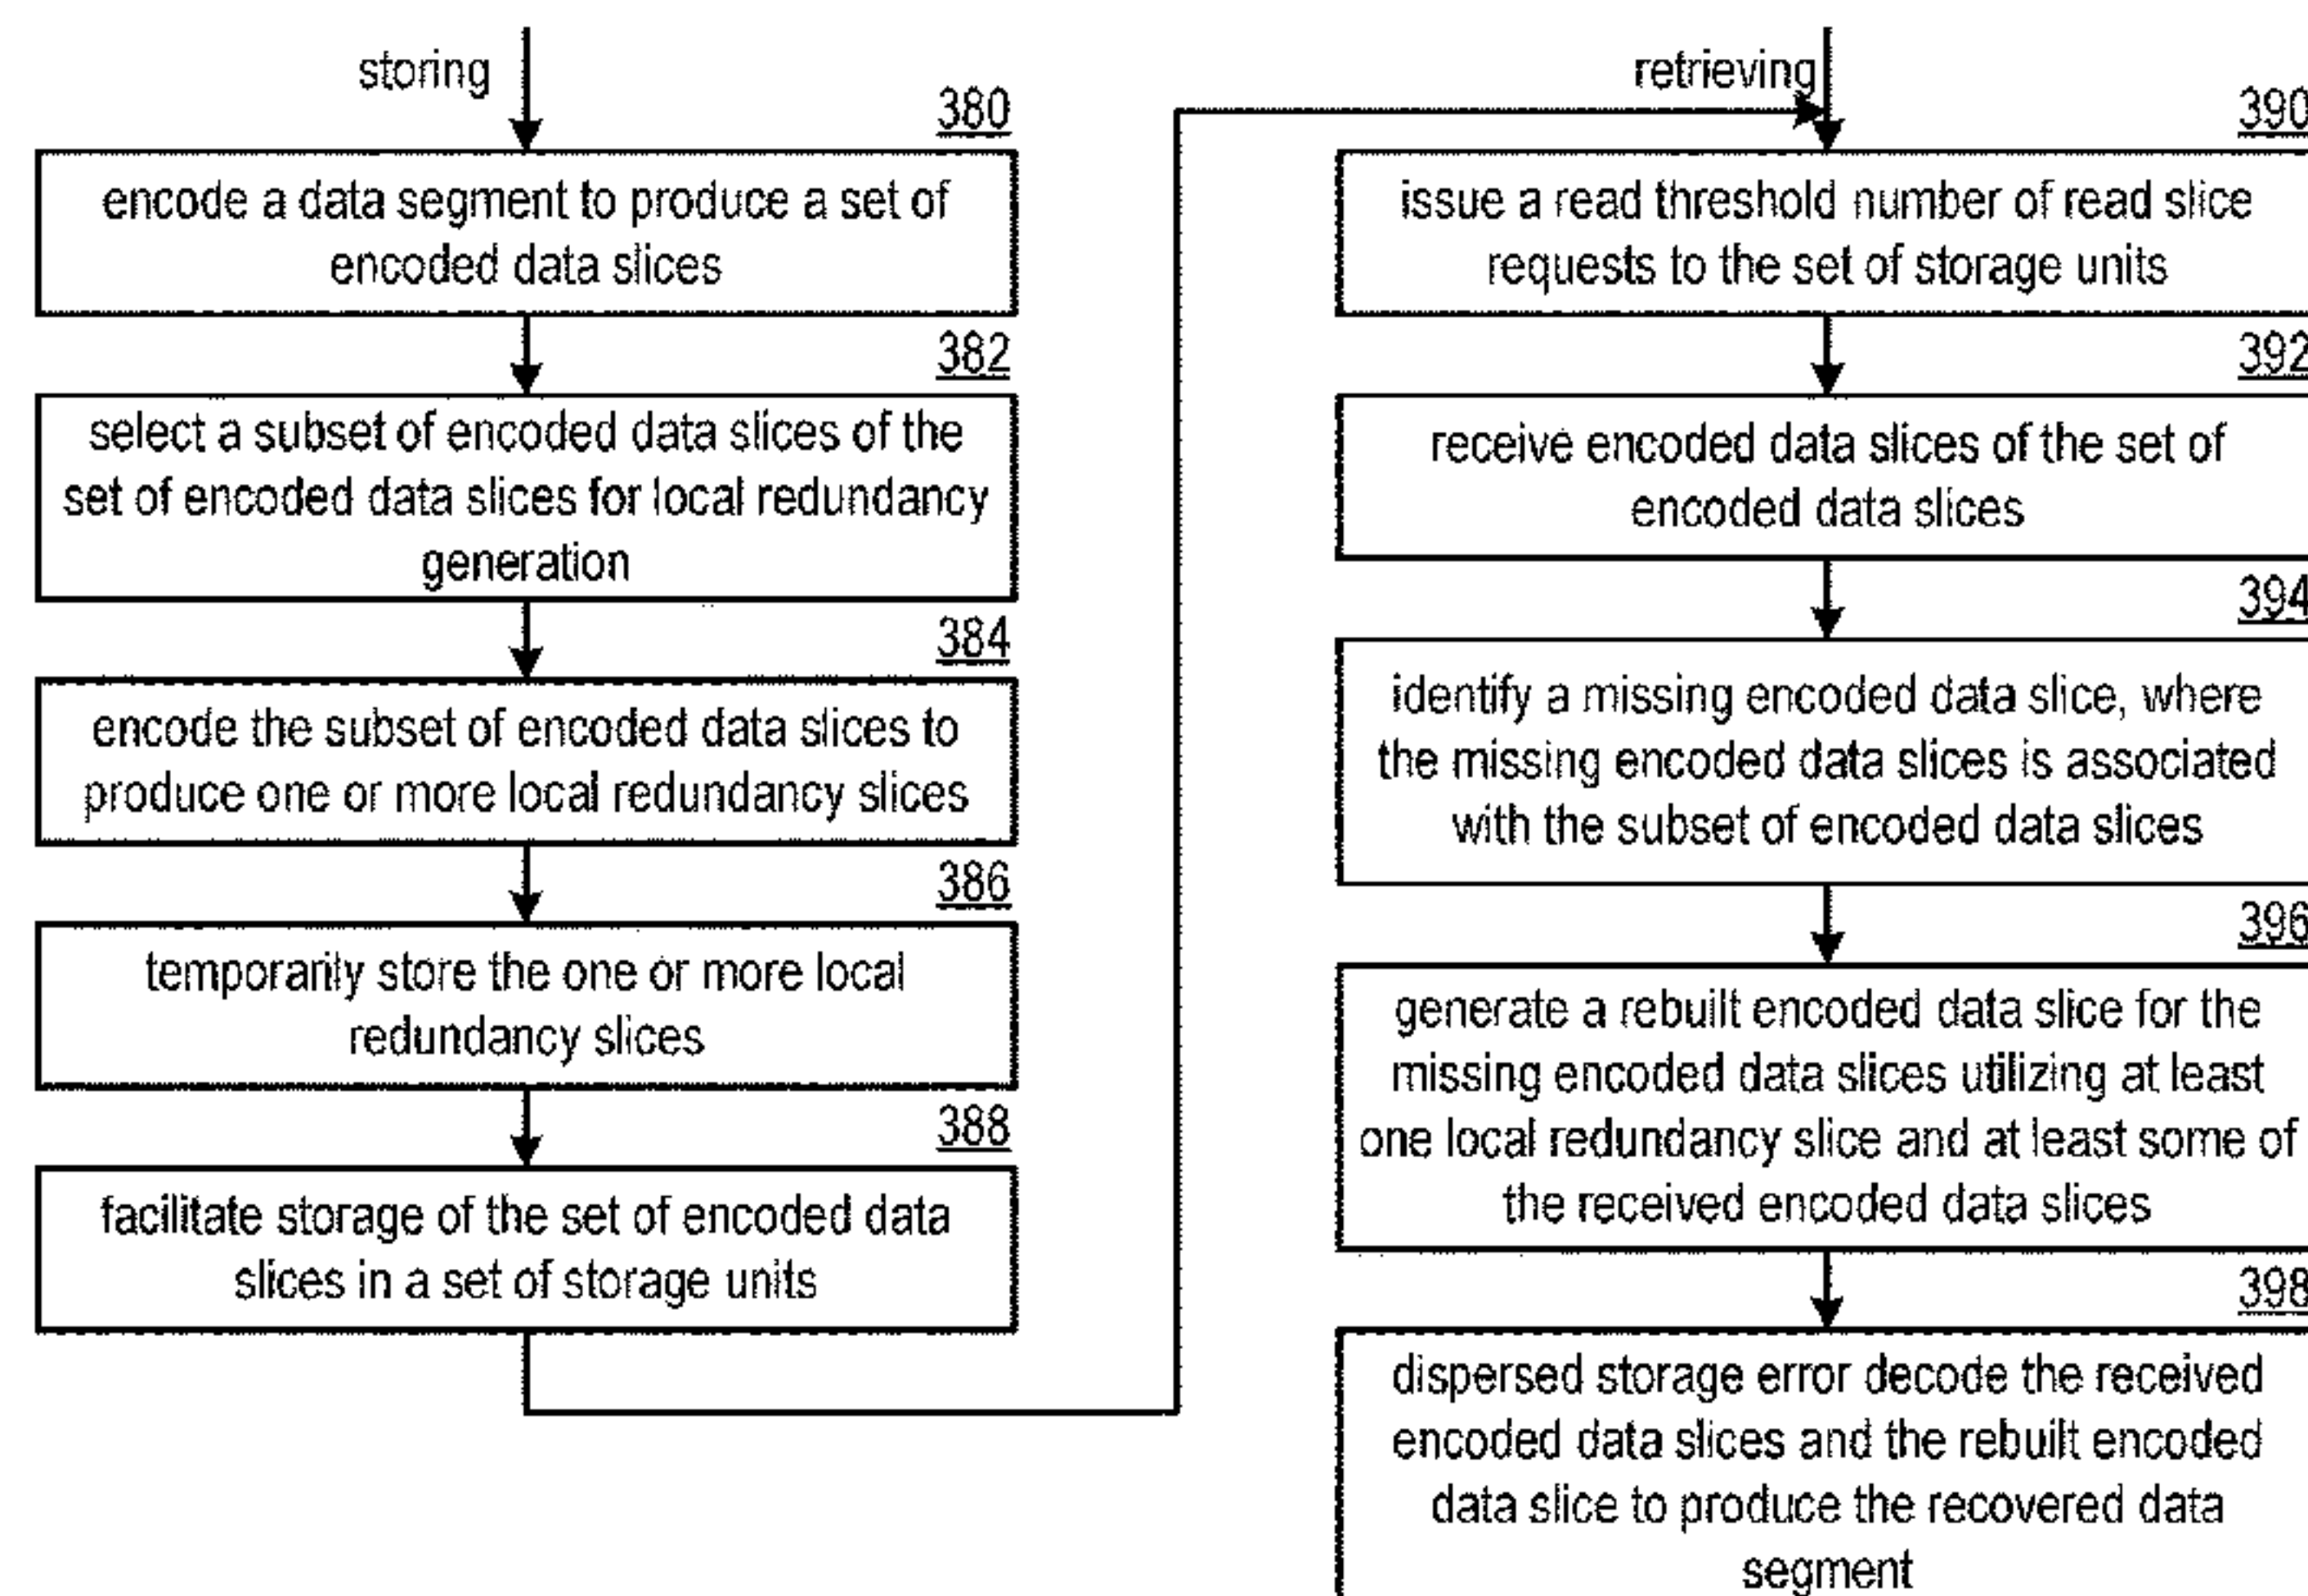 storing
380
encode a data segment to produce a set of
encoded data slices
382
select a subset of encoded data slices of the
set of encoded data slices for local redundancy
generation
384
encode the subset of encoded data slices to
produce one or more local redundancy slices
386
temporarily store the one or more local
redundancy slices
388
facilitate storage of the set of encoded data
slices in a set of storage units
retrieving
390
issue a read threshold number of read slice
requests to the set of storage units
392
receive encoded data slices of the set of
encoded data slices
394
identify a missing encoded data slice, where
the missing encoded data slices is associated
with the subset of encoded data slices
396
generate a rebuilt encoded data slice for the
missing encoded data slices utilizing at least
one local redundancy slice and at least some of
the received encoded data slices
398
dispersed storage error decode the received
encoded data slices and the rebuilt encoded
data slice to produce the recovered data
segment